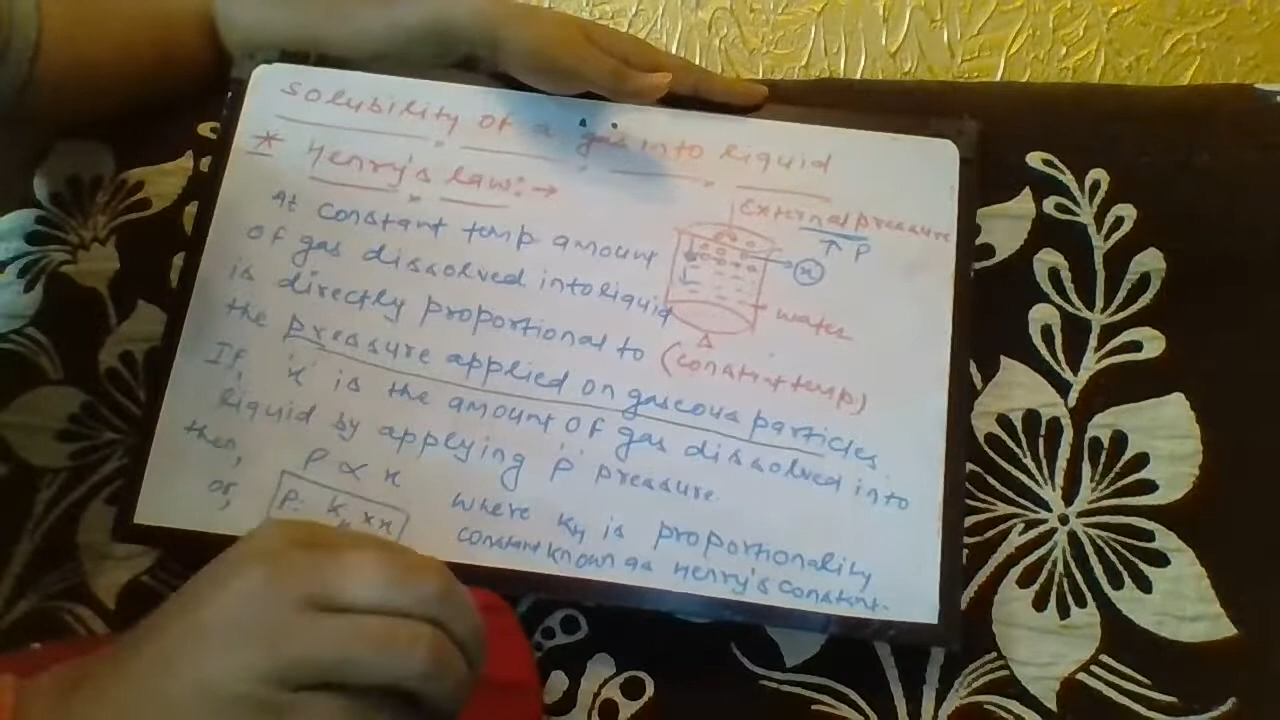 solubility of a gas into liquid
* Henry's law:→
At constant temp amount
of gas dissolved into liquid
is directly proportional to
the pressure applied on gaseous particles
If, 'x' is the amount of gas dissolved into
liquid by applying 'p' pressure.
then, P ∝ x
or, P = K_H × x
where K_H is proportionality
constant known as Henry's constant.
External pressure
↑ P
x
water
Δ
(constant temp)